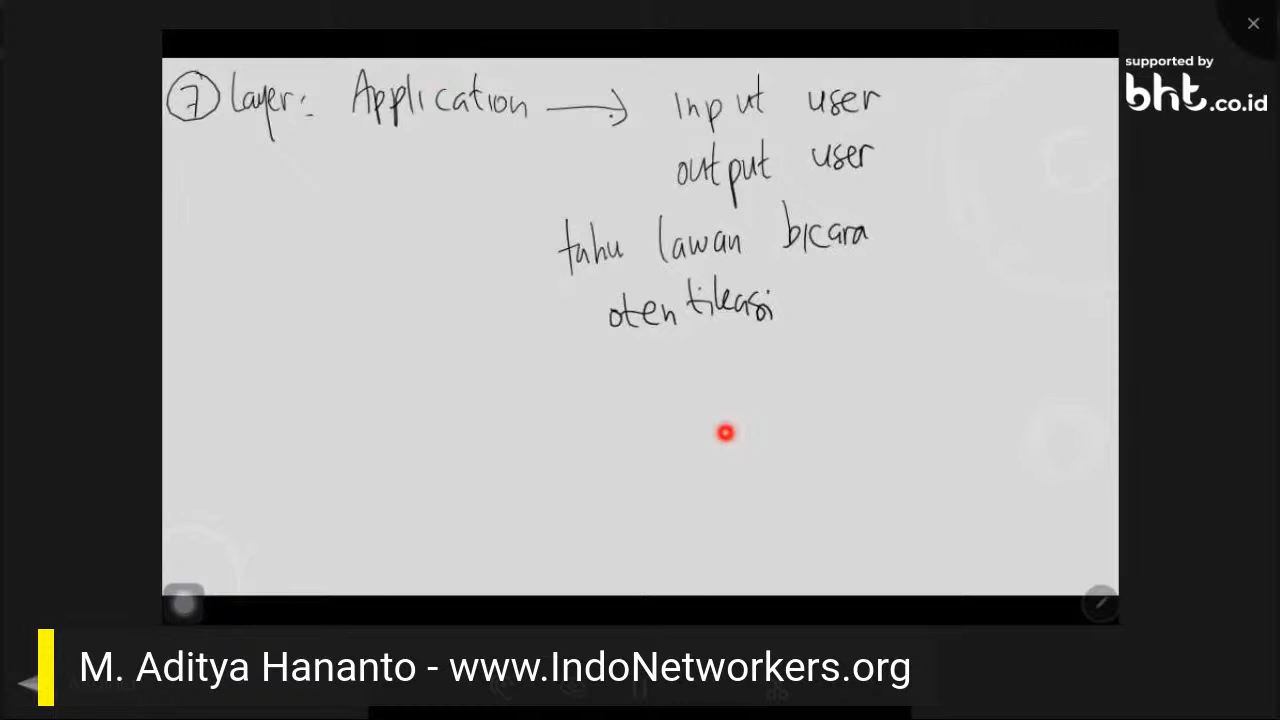 7 Layer: Application → input user
output user
tahu lawan bicara
otentikasi
supported by
bht.co.id
M. Aditya Hananto - www.IndoNetworkers.org